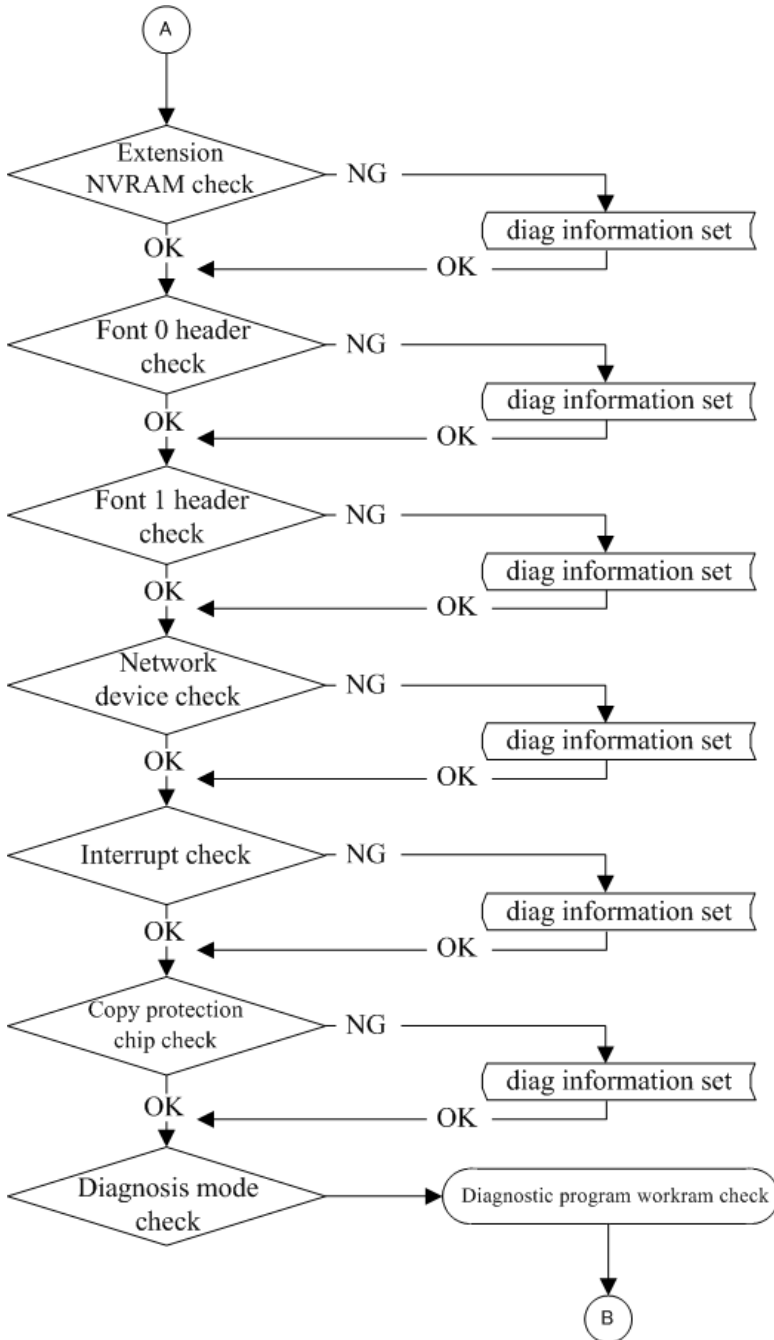 A
Extension
NVRAM check
NG
diag information set
OK
OK
Font 0 header
check
NG
diag information set
OK
OK
Font 1 header
check
NG
diag information set
OK
OK
Network
device check
NG
diag information set
OK
OK
Interrupt check
NG
diag information set
OK
OK
Copy protection
chip check
NG
diag information set
OK
OK
Diagnosis mode
check
Diagnostic program workram check
B